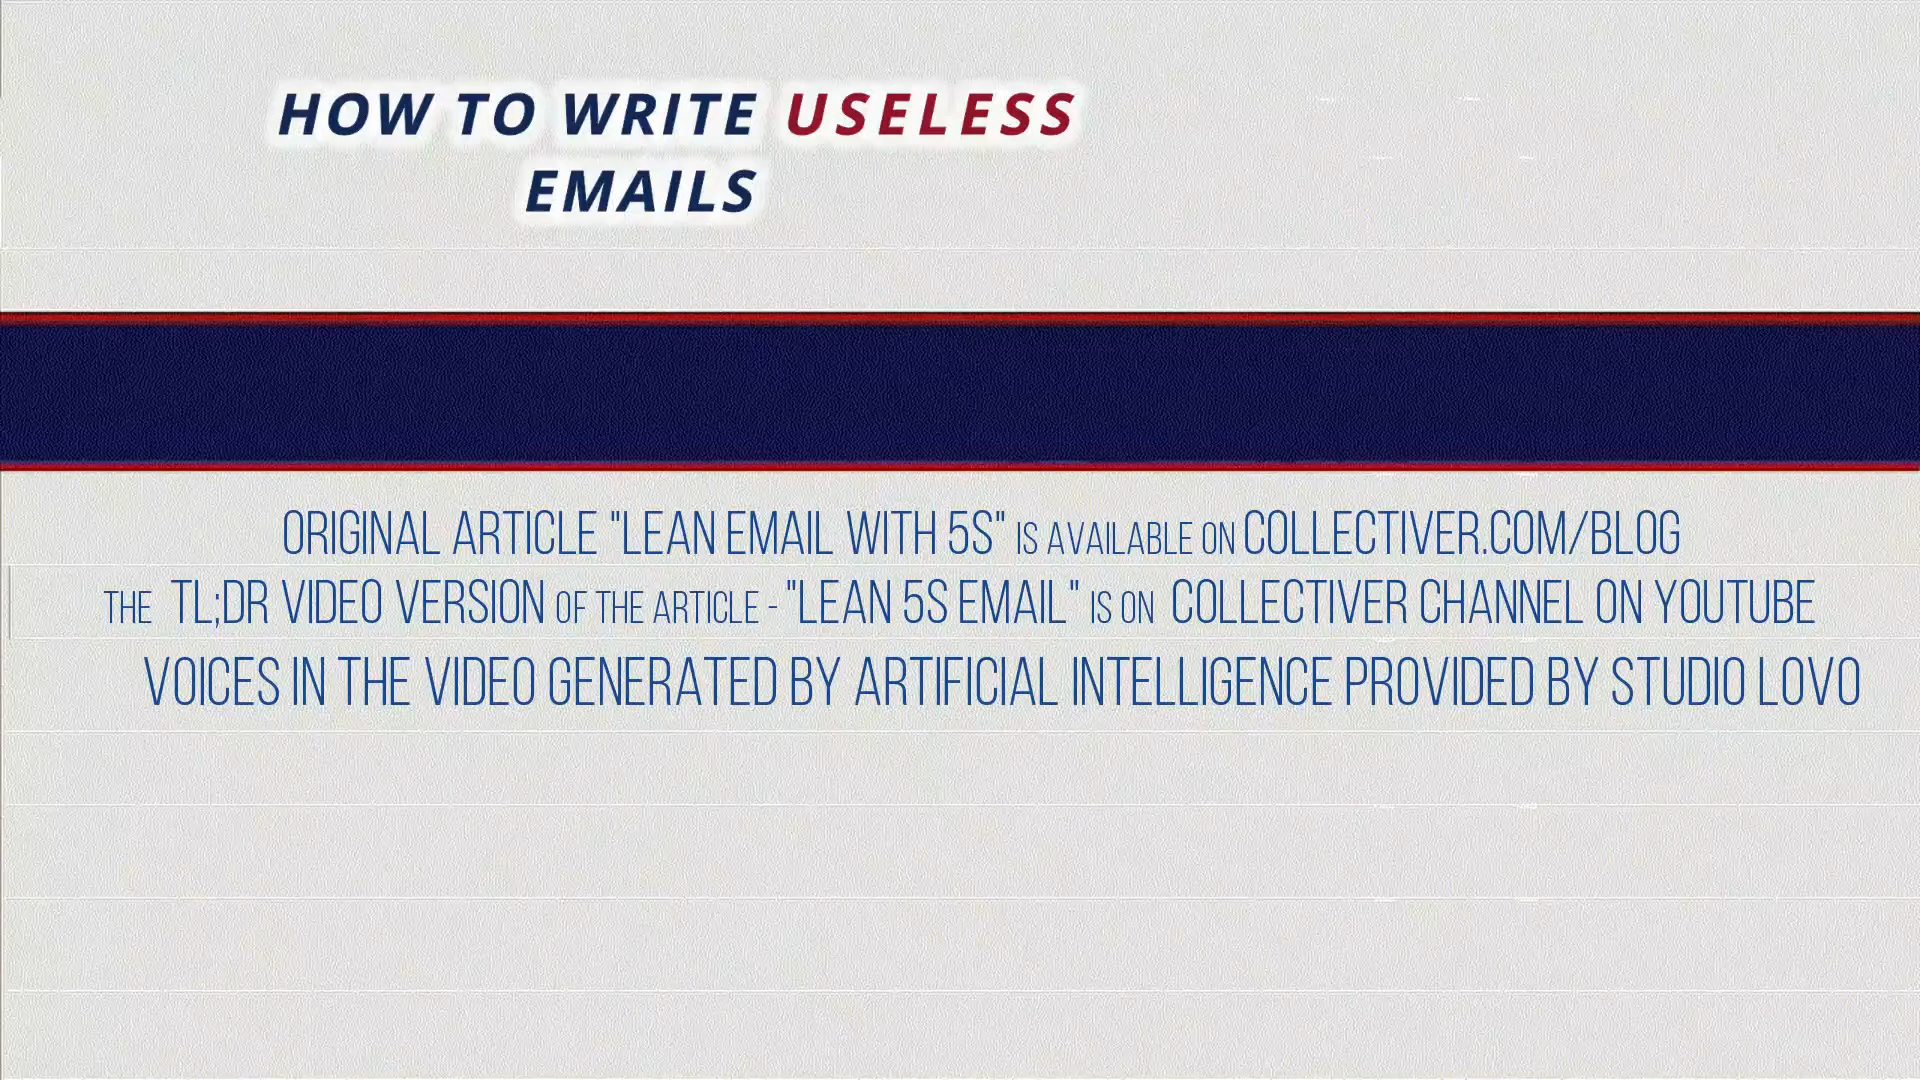 HOW TO WRITE USELESS
EMAILS
ORIGINAL ARTICLE "LEAN EMAIL WITH 5S" IS AVAILABLE ON COLLECTIVER.COM/BLOG
THE TL;DR VIDEO VERSION OF THE ARTICLE - "LEAN 5S EMAIL" IS ON COLLECTIVER CHANNEL ON YOUTUBE
VOICES IN THE VIDEO GENERATED BY ARTIFICIAL INTELLIGENCE PROVIDED BY STUDIO LOVO